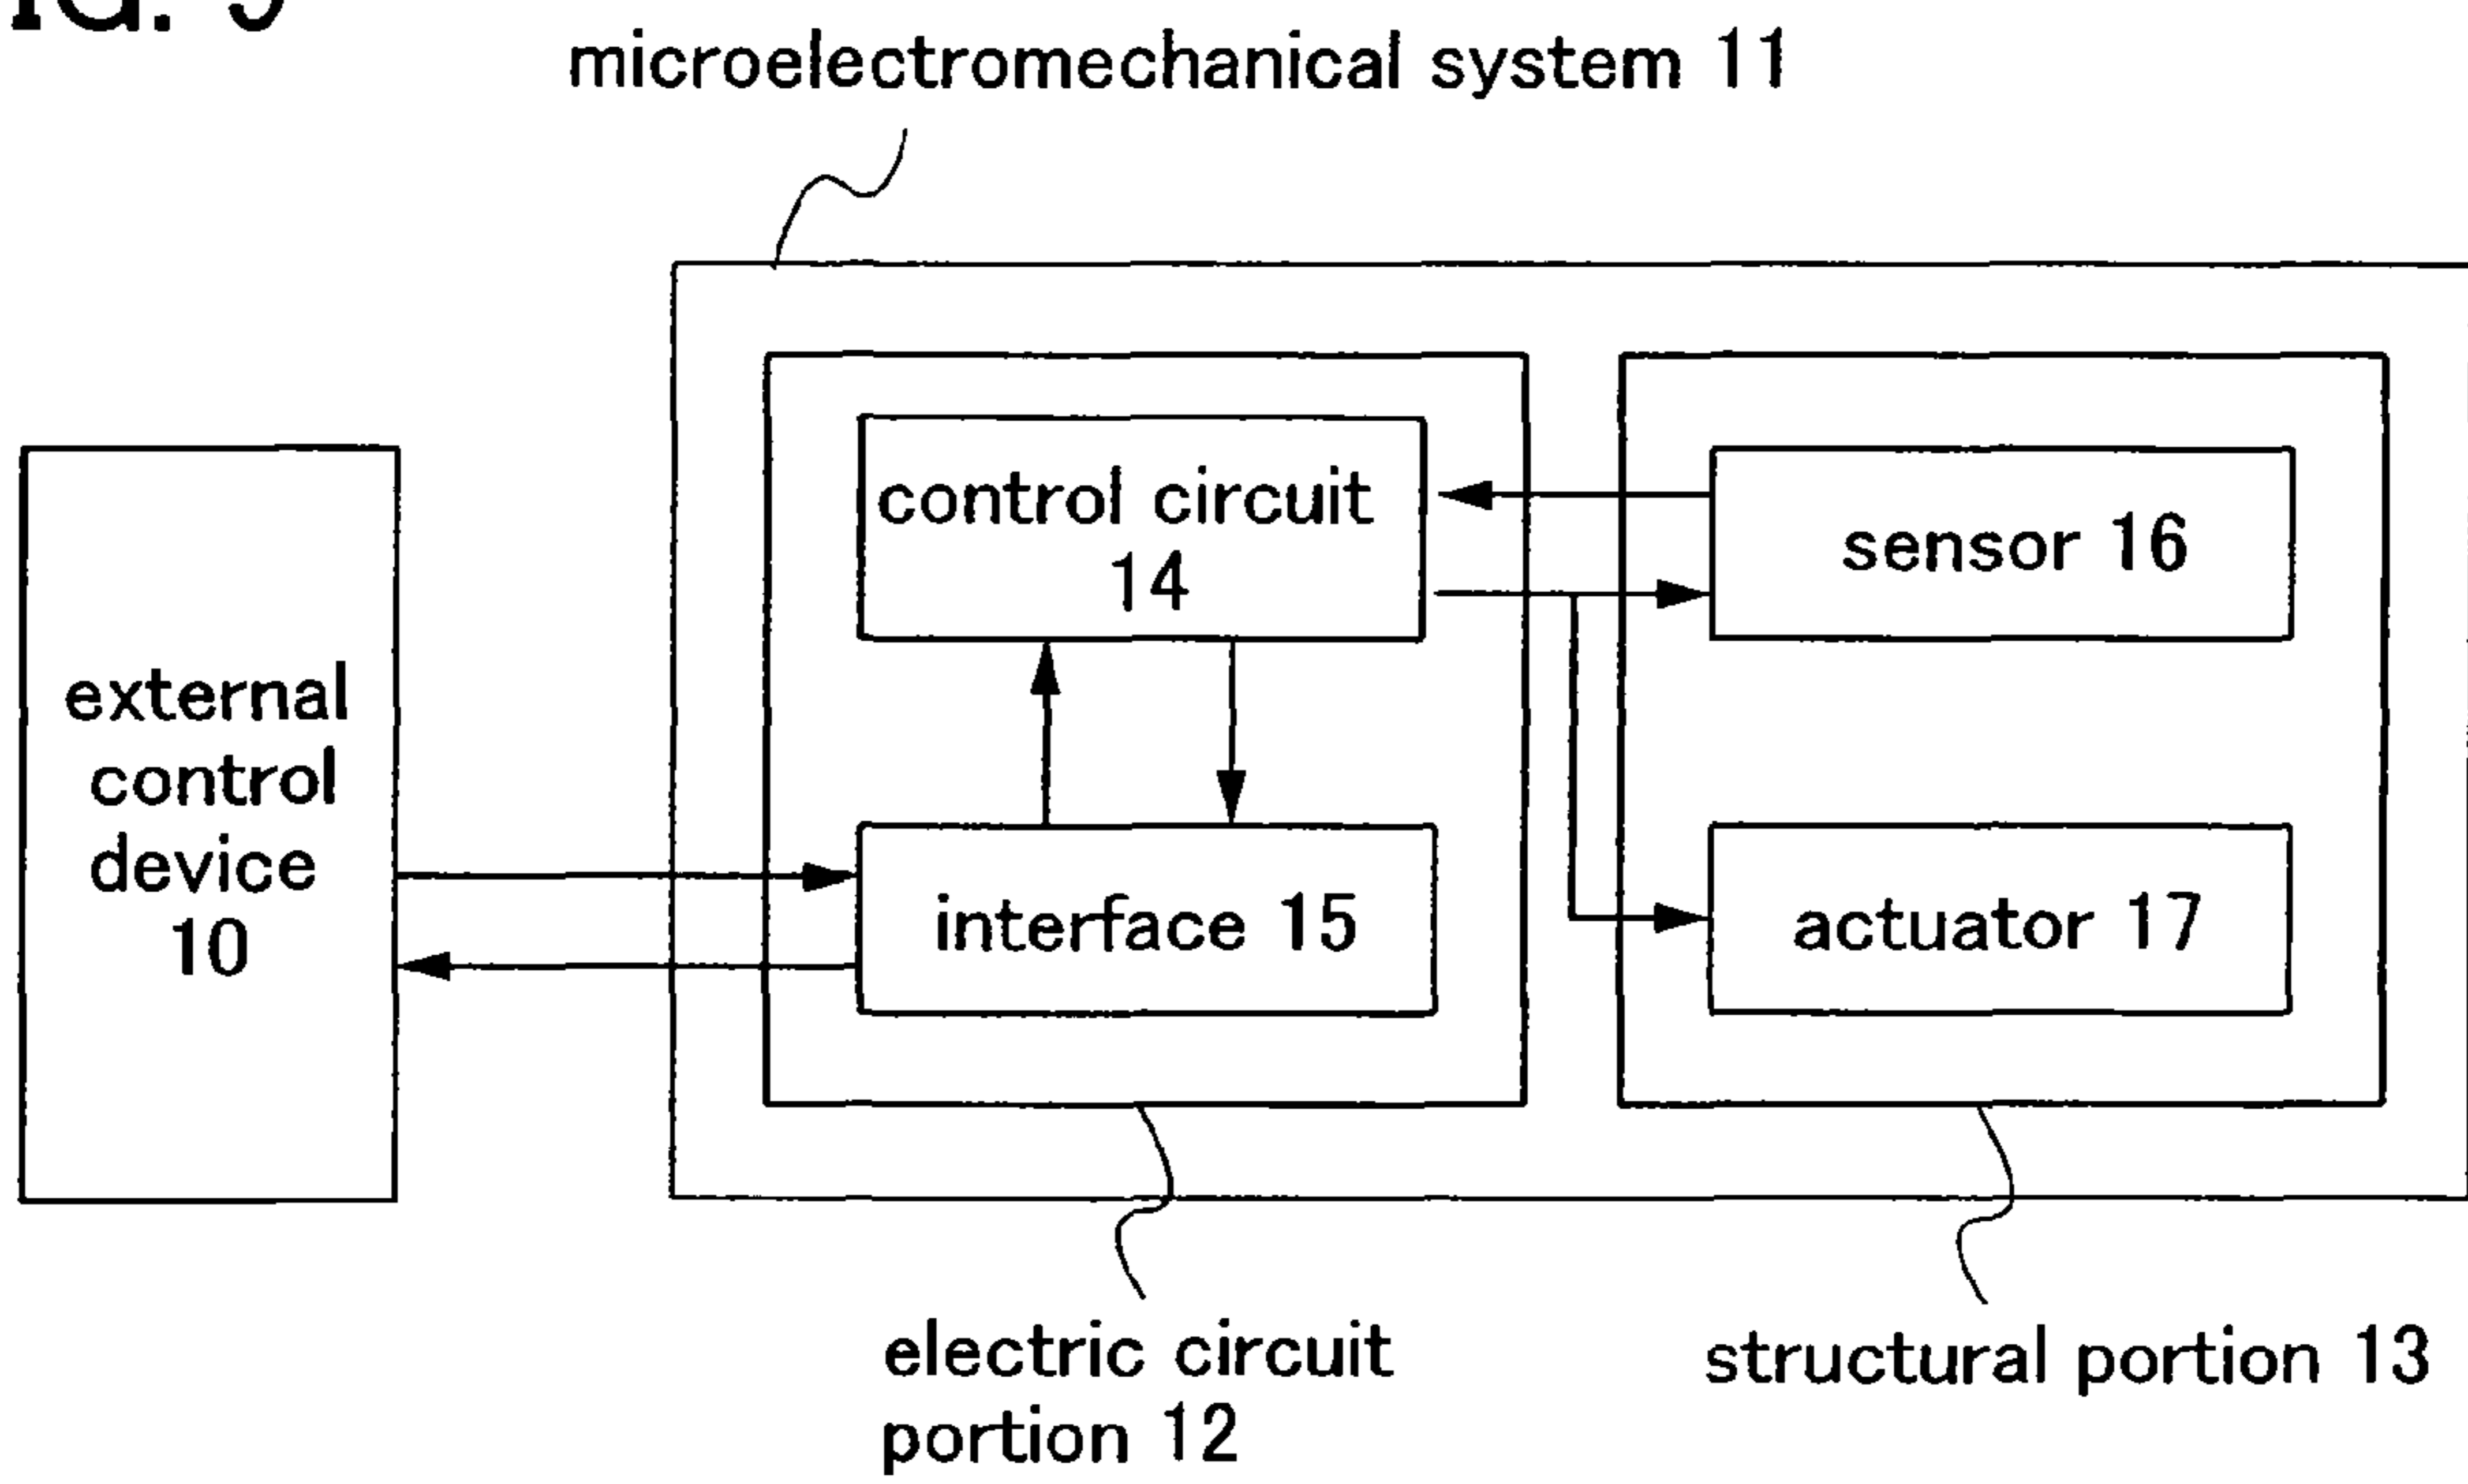 microelectromechanical system 11
control circuit
14
sensor 16
external
control
device
10
interface 15
actuator 17
electric circuit
portion 12
structural portion 13